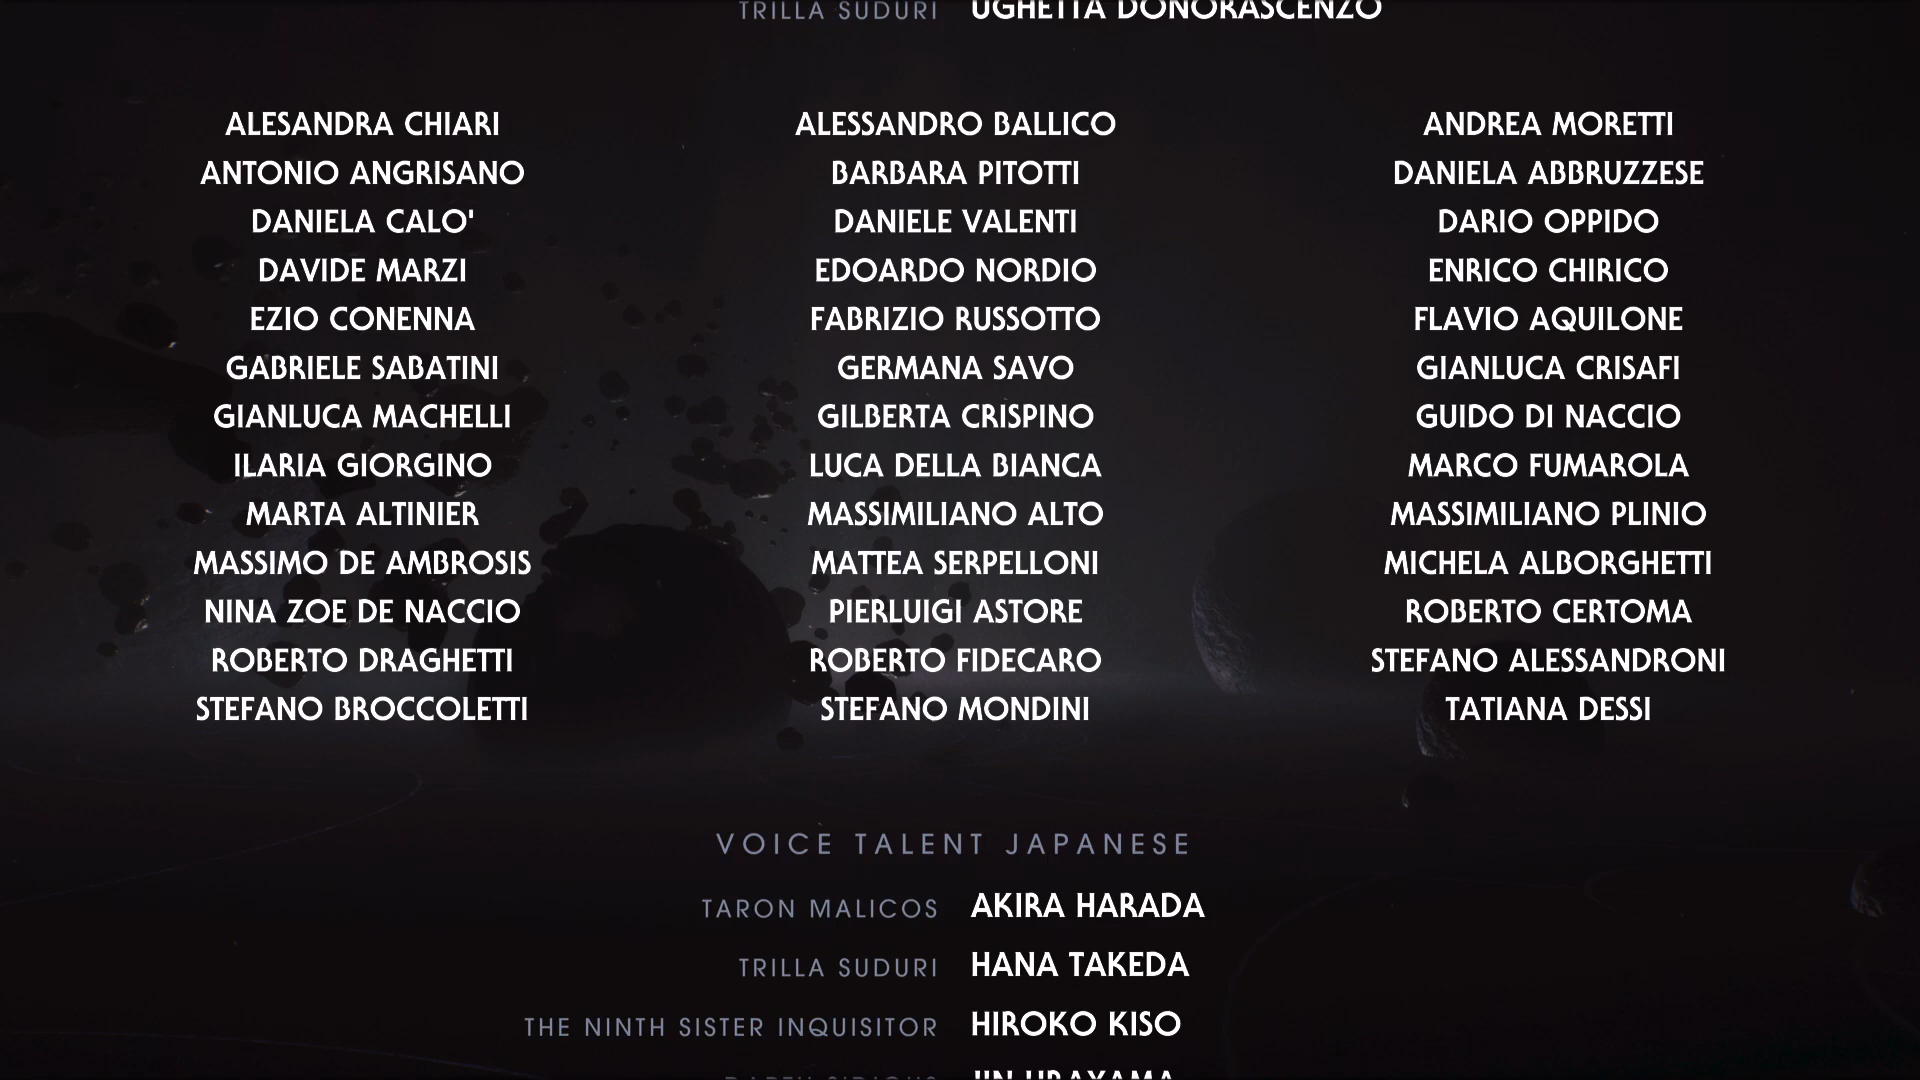 TRILLA SUDURI UGHETTA DONORASCENZO
ALESANDRA CHIARI ALESSANDRO BALLICO ANDREA MORETTI
ANTONIO ANGRISANO BARBARA PITOTTI DANIELA ABBRUZZESE
DANIELA CALO' DANIELE VALENTI DARIO OPPIDO
DAVIDE MARZI EDOARDO NORDIO ENRICO CHIRICO
EZIO CONENNA FABRIZIO RUSSOTTO FLAVIO AQUILONE
GABRIELE SABATINI GERMANA SAVO GIANLUCA CRISAFI
GIANLUCA MACHELLI GILBERTA CRISPINO GUIDO DI NACCIO
ILARIA GIORGINO LUCA DELLA BIANCA MARCO FUMAROLA
MARTA ALTINIER MASSIMILIANO ALTO MASSIMILIANO PLINIO
MASSIMO DE AMBROSIS MATTEA SERPELLONI MICHELA ALBORGHETTI
NINA ZOE DE NACCIO PIERLUIGI ASTORE ROBERTO CERTOMA
ROBERTO DRAGHETTI ROBERTO FIDECARO STEFANO ALESSANDRONI
STEFANO BROCCOLETTI STEFANO MONDINI TATIANA DESSI
VOICE TALENT JAPANESE
TARON MALICOS AKIRA HARADA
TRILLA SUDURI HANA TAKEDA
THE NINTH SISTER INQUISITOR HIROKO KISO